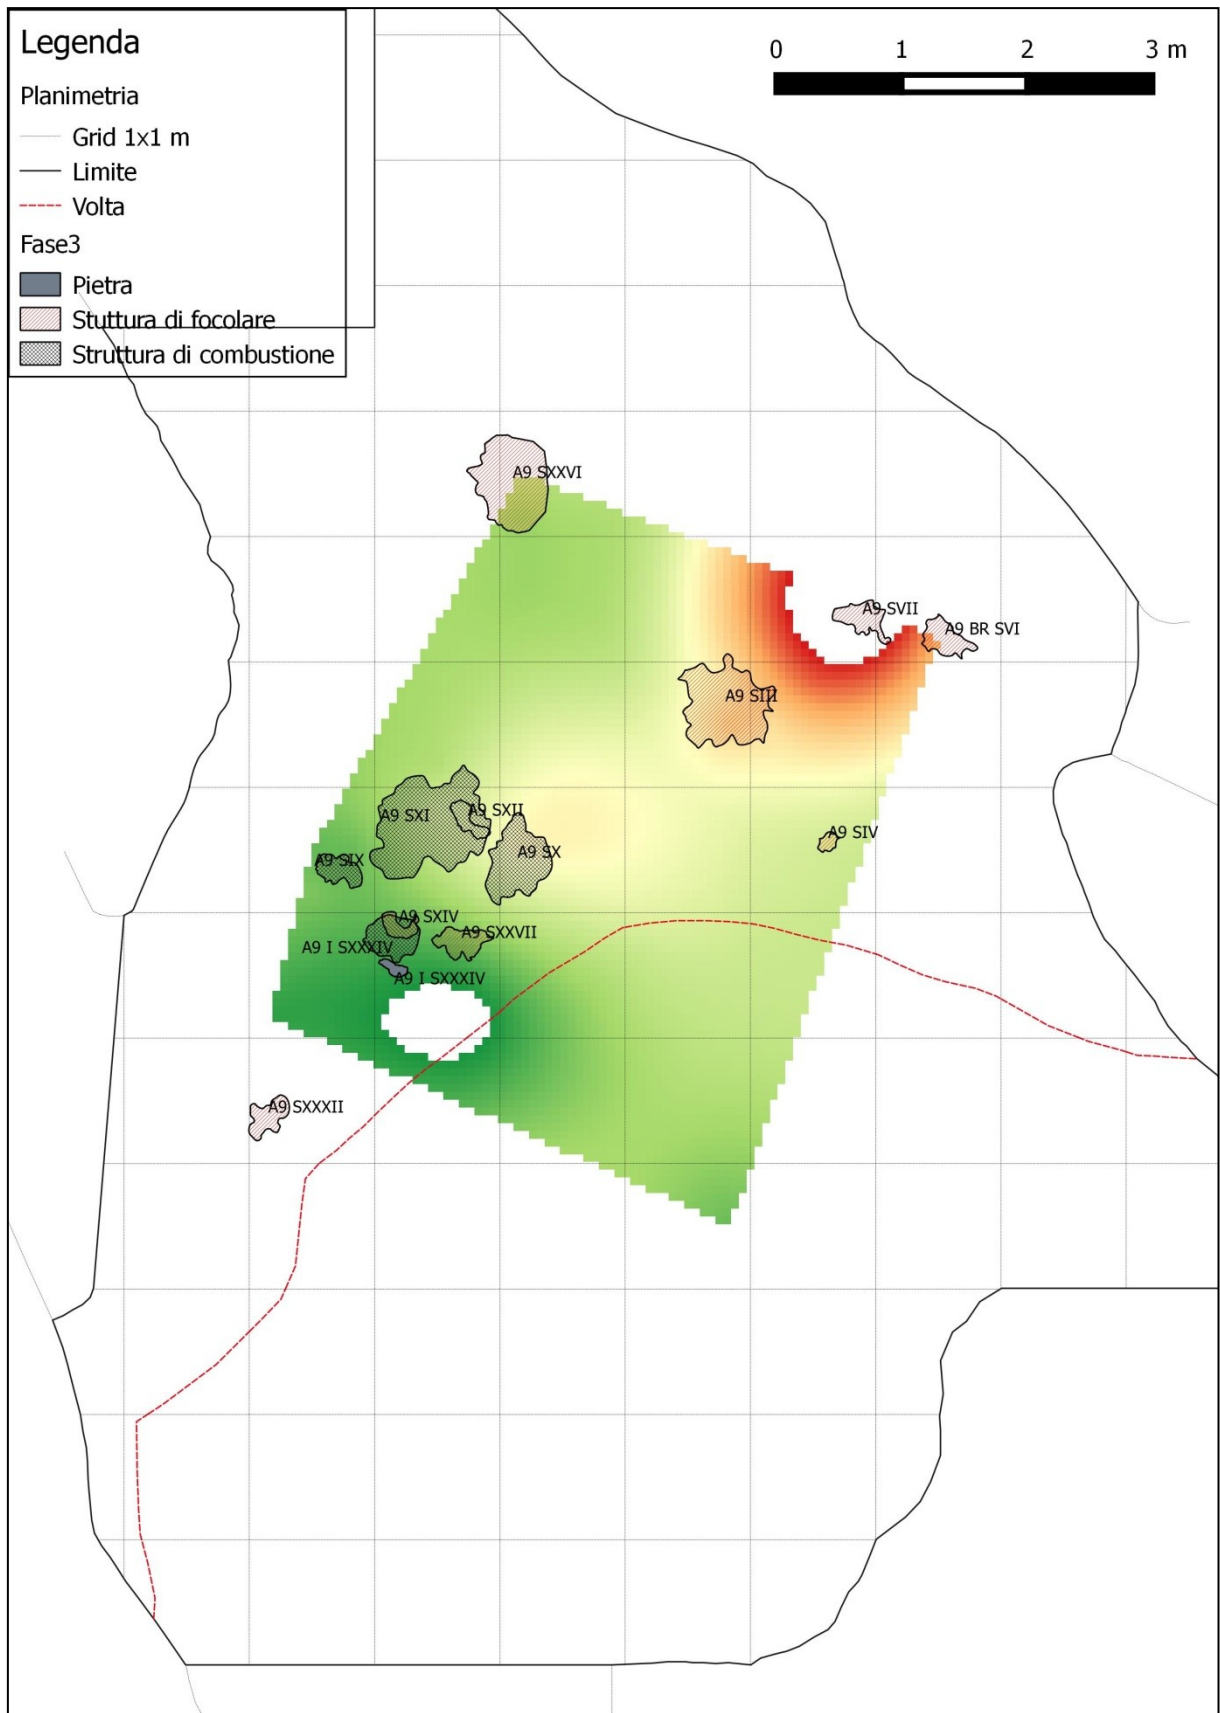 Legenda
Planimetria
Grid 1x1 m
Limite
Volta
Fase3
Pietra
Stuttura di focolare
Struttura di combustione
0 1 2 3 m
A9 SXXVI
A9 SVII
A9 BR SVI
A9 SIII
A9 SXII
A9 SXI
A9 SIV
A9 SX
A9 SIX
A9 SXIV
A9 SXXVII
A9 I SXXXIV
A9 I SXXXIV
A9 SXXXII